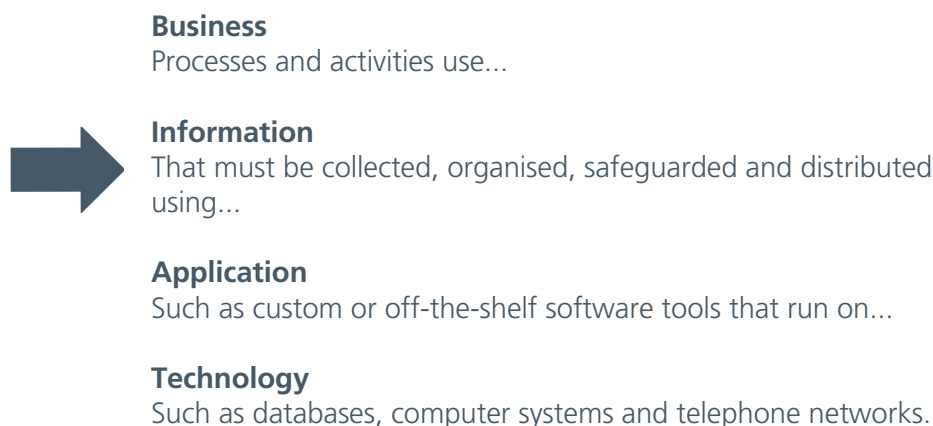 Business
Processes and activities use...
Information
That must be collected, organised, safeguarded and distributed
using...
Application
Such as custom or off-the-shelf software tools that run on...
Technology
Such as databases, computer systems and telephone networks.